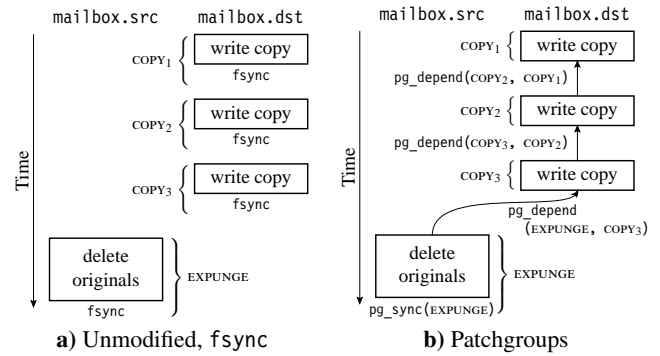 mailbox.src mailbox.dst
COPY1 { write copy
fsync
COPY2 { write copy
fsync
COPY3 { write copy
fsync
Time
delete
originals
} EXPUNGE
fsync
a) Unmodified, fsync
mailbox.src mailbox.dst
COPY1 { write copy
pg_depend(COPY2, COPY1)
COPY2 { write copy
pg_depend(COPY3, COPY2)
COPY3 { write copy
pg_depend
(EXPUNGE, COPY3)
Time
delete
originals
} EXPUNGE
pg_sync(EXPUNGE)
b) Patchgroups